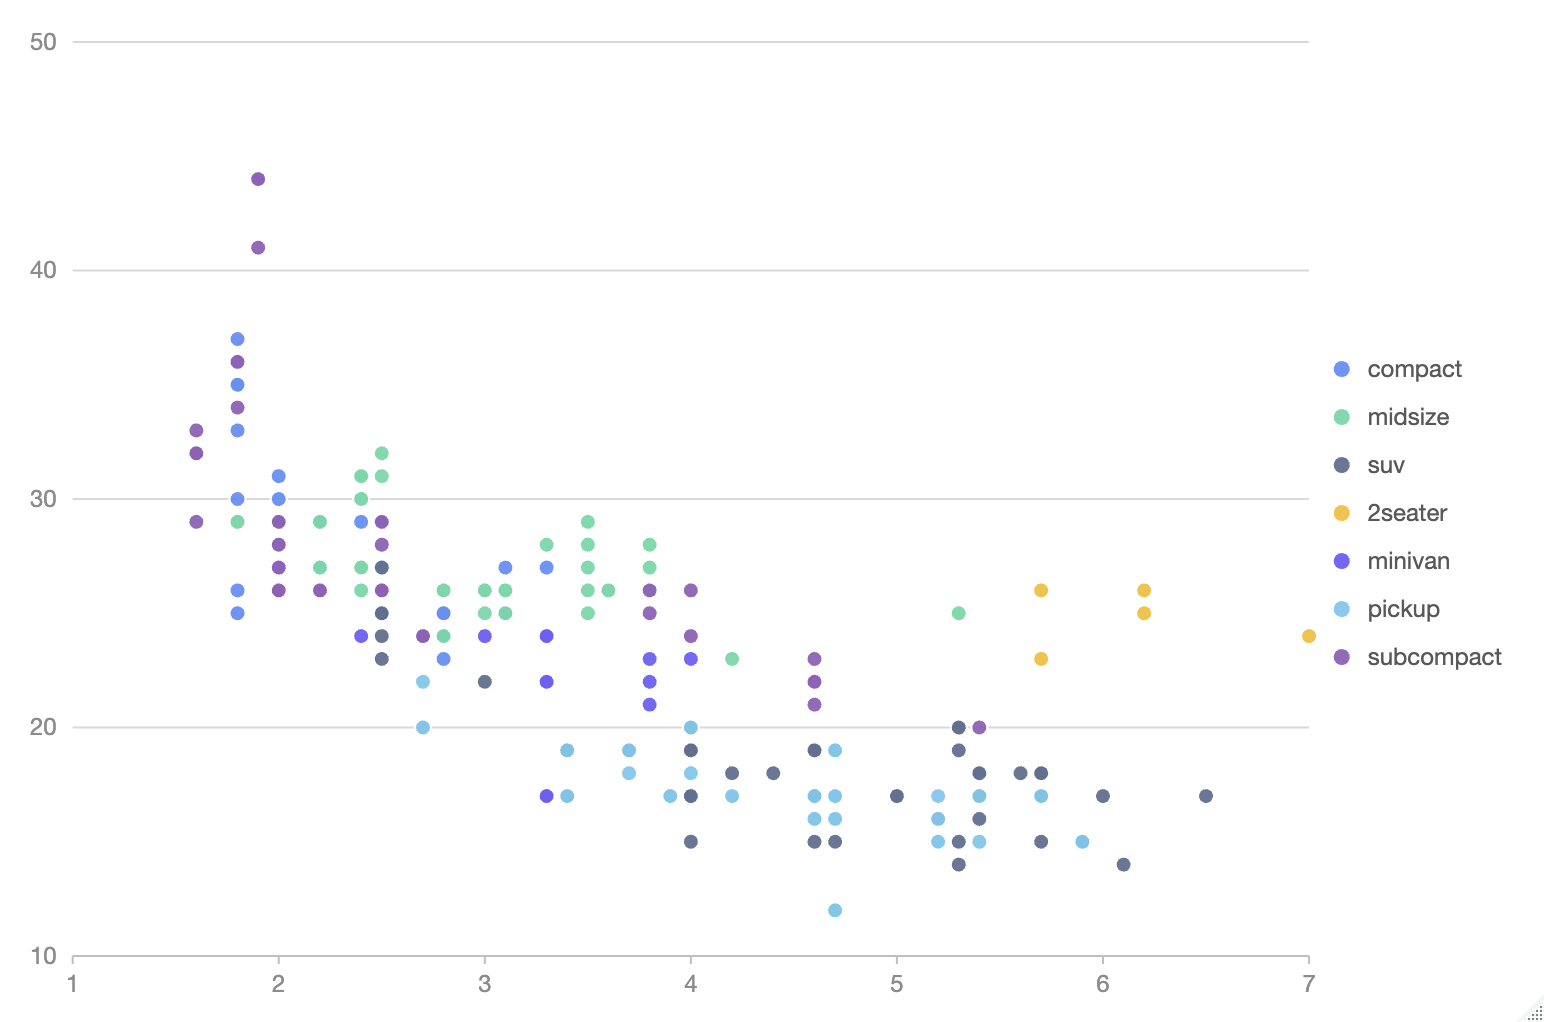 50
40
30
20
10
1 2 3 4 5 6 7
compact
midsize
suv
2seater
minivan
pickup
subcompact